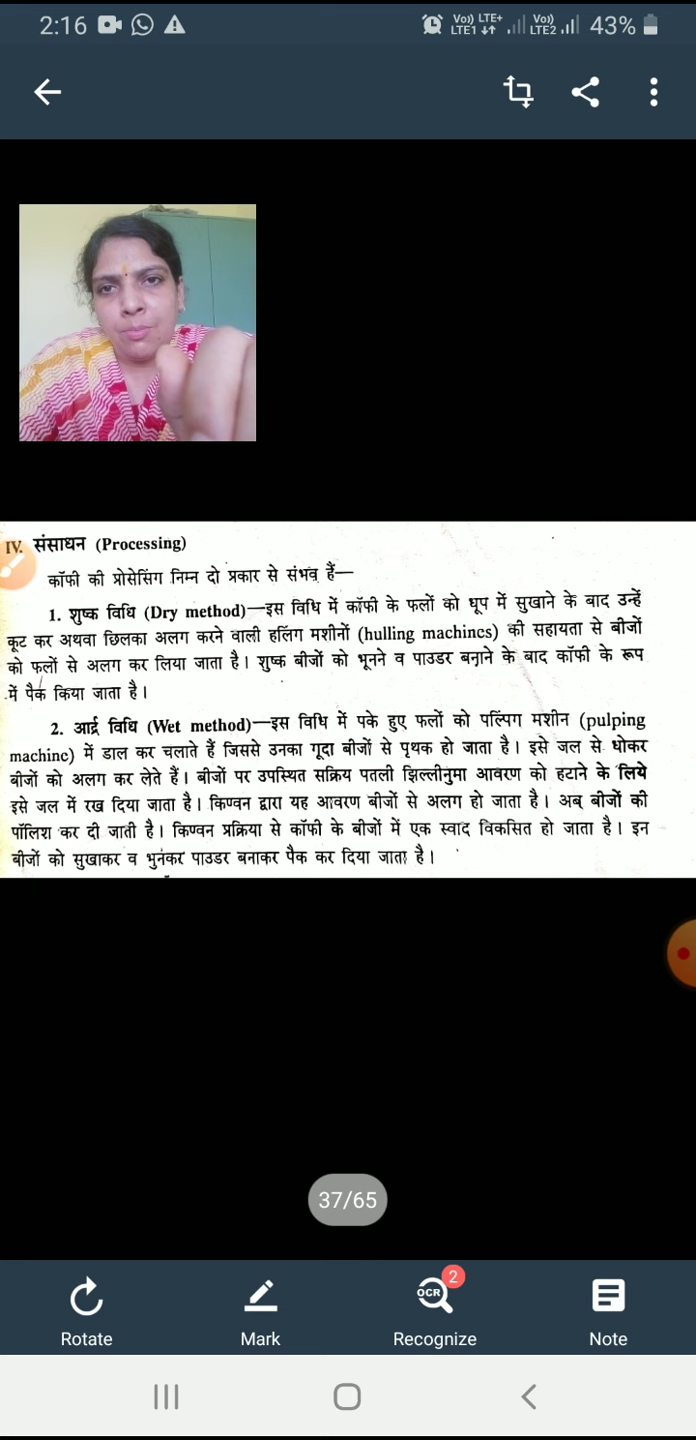 2:16
Vo)) LTE+
LTE1
Vo))
LTE2
43%
IV. संसाधन (Processing)
कॉफी की प्रोसेसिंग निम्न दो प्रकार से संभव हैं—
1. शुष्क विधि (Dry method)—इस विधि में कॉफी के फलों को धूप में सुखाने के बाद उन्हें
कूट कर अथवा छिलका अलग करने वाली हलिंग मशीनों (hulling machines) की सहायता से बीजों
को फलों से अलग कर लिया जाता है। शुष्क बीजों को भूनने व पाउडर बनाने के बाद कॉफी के रूप
में पैक किया जाता है।
2. आर्द्र विधि (Wet method)—इस विधि में पके हुए फलों को पल्पिंग मशीन (pulping
machine) में डाल कर चलाते हैं जिससे उनका गूदा बीजों से पृथक हो जाता है। इसे जल से धोकर
बीजों को अलग कर लेते हैं। बीजों पर उपस्थित सक्रिय पतली झिल्लीनुमा आवरण को हटाने के लिये
इसे जल में रख दिया जाता है। किण्वन द्वारा यह आवरण बीजों से अलग हो जाता है। अब बीजों की
पॉलिश कर दी जाती है। किण्वन प्रक्रिया से कॉफी के बीजों में एक स्वाद विकसित हो जाता है। इन
बीजों को सुखाकर व भुनकर पाउडर बनाकर पैक कर दिया जाता है।
37/65
OCR
2
Rotate
Mark
Recognize
Note